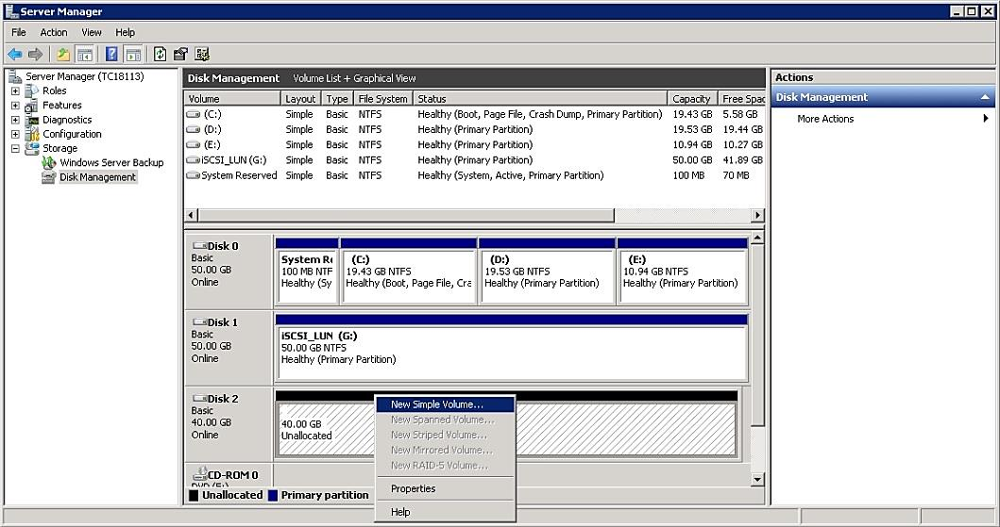 Server Manager
File Action View Help
Server Manager (TC18113)
Roles
Features
Diagnostics
Configuration
Storage
Windows Server Backup
Disk Management
Disk Management Volume List + Graphical View
Volume Layout Type File System Status Capacity Free Spac
(C:) Simple Basic NTFS Healthy (Boot, Page File, Crash Dump, Primary Partition) 19.43 GB 5.58 GB
(D:) Simple Basic NTFS Healthy (Primary Partition) 19.53 GB 19.44 GB
(E:) Simple Basic NTFS Healthy (Primary Partition) 10.94 GB 10.27 GB
iSCSI_LUN (G:) Simple Basic NTFS Healthy (Primary Partition) 50.00 GB 41.89 GB
System Reserved Simple Basic NTFS Healthy (System, Active, Primary Partition) 100 MB 70 MB
Disk 0
Basic
50.00 GB
Online
System Re
100 MB NTF
Healthy (Sy
(C:)
19.43 GB NTFS
Healthy (Boot, Page File, Cra
(D:)
19.53 GB NTFS
Healthy (Primary Partition)
(E:)
10.94 GB NTFS
Healthy (Primary Partition)
Disk 1
Basic
50.00 GB
Online
iSCSI_LUN (G:)
50.00 GB NTFS
Healthy (Primary Partition)
Disk 2
Basic
40.00 GB
Online
40.00 GB
Unallocated
CD-ROM 0
DVD (F:)
Unallocated Primary partition
New Simple Volume...
New Spanned Volume...
New Striped Volume...
New Mirrored Volume...
New RAID-5 Volume...
Properties
Help
Actions
Disk Management
More Actions